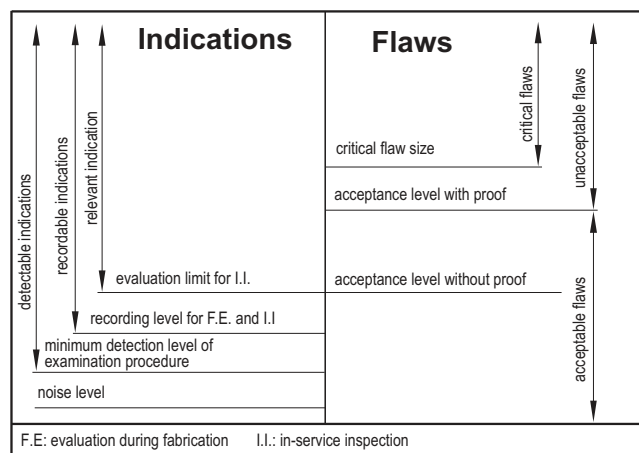 Indications
Flaws
detectable indications
recordable indications
relevant indication
critical flaws
unacceptable flaws
critical flaw size
acceptance level with proof
evaluation limit for I.I.
acceptance level without proof
recording level for F.E. and I.I
minimum detection level of
examination procedure
acceptable flaws
noise level
F.E: evaluation during fabrication I.I.: in-service inspection